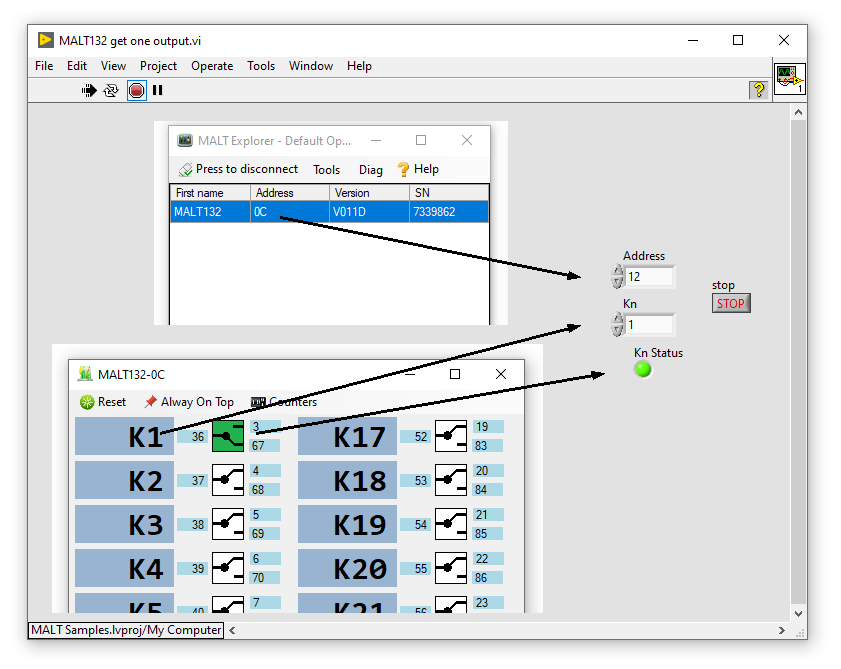 MALT132 get one output.vi
File Edit View Project Operate Tools Window Help
? 1
MALT Explorer - Default Op...
Press to disconnect Tools Diag ? Help
First name Address Version SN
MALT132 0C V011D 7339862
Address
12
stop
STOP
Kn
1
Kn Status
MALT132-0C
Reset Alway On Top Counters
K1 36 3 67 K17 52 19 83
K2 37 4 68 K18 53 20 84
K3 38 5 69 K19 54 21 85
K4 39 6 70 K20 55 22 86
K5 40 7 K21 56 23
MALT Samples.lvproj/My Computer